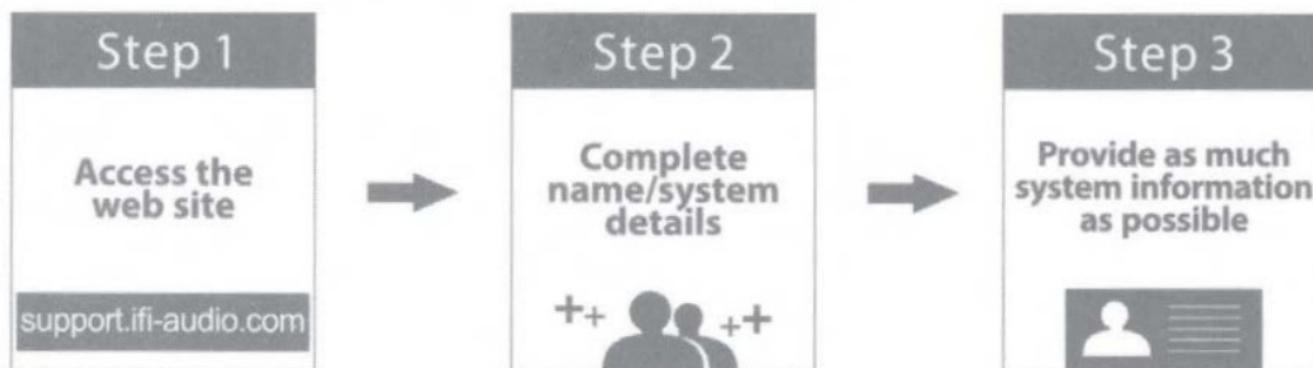 Step 1
Access the
web site
support.ifi-audio.com
Step 2
Complete
name/system
details
Step 3
Provide as much
system information
as possible